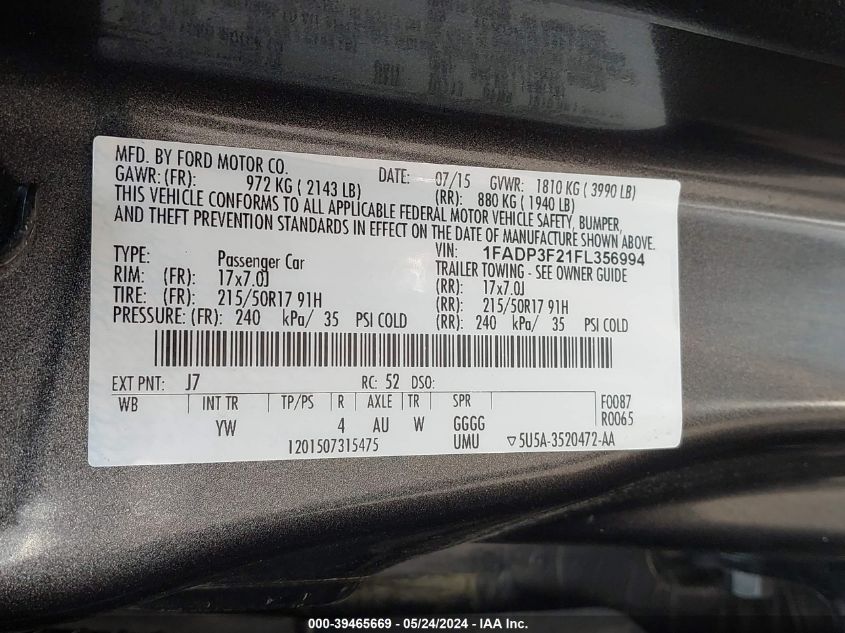 MFD. BY FORD MOTOR CO. DATE: 07/15 GVWR: 1810 KG ( 3990 LB)
GAWR: (FR): 972 KG ( 2143 LB) (RR): 880 KG ( 1940 LB)
THIS VEHICLE CONFORMS TO ALL APPLICABLE FEDERAL MOTOR VEHICLE SAFETY, BUMPER,
AND THEFT PREVENTION STANDARDS IN EFFECT ON THE DATE OF MANUFACTURE SHOWN ABOVE.
VIN: 1FADP3F21FL356994
TYPE: Passenger Car TRAILER TOWING - SEE OWNER GUIDE
RIM: (FR): 17x7.0J (RR): 17x7.0J
TIRE: (FR): 215/50R17 91H (RR): 215/50R17 91H
PRESSURE: (FR): 240 kPa/ 35 PSI COLD (RR): 240 kPa/ 35 PSI COLD
EXT PNT: J7 RC: 52 DSO:
WB INT TR TP/PS R AXLE TR SPR F0087
YW 4 AU W GGGG R0065
1201507315475 UMU ▽5U5A-3520472-AA
000-39465669 - 05/24/2024 - IAA Inc.